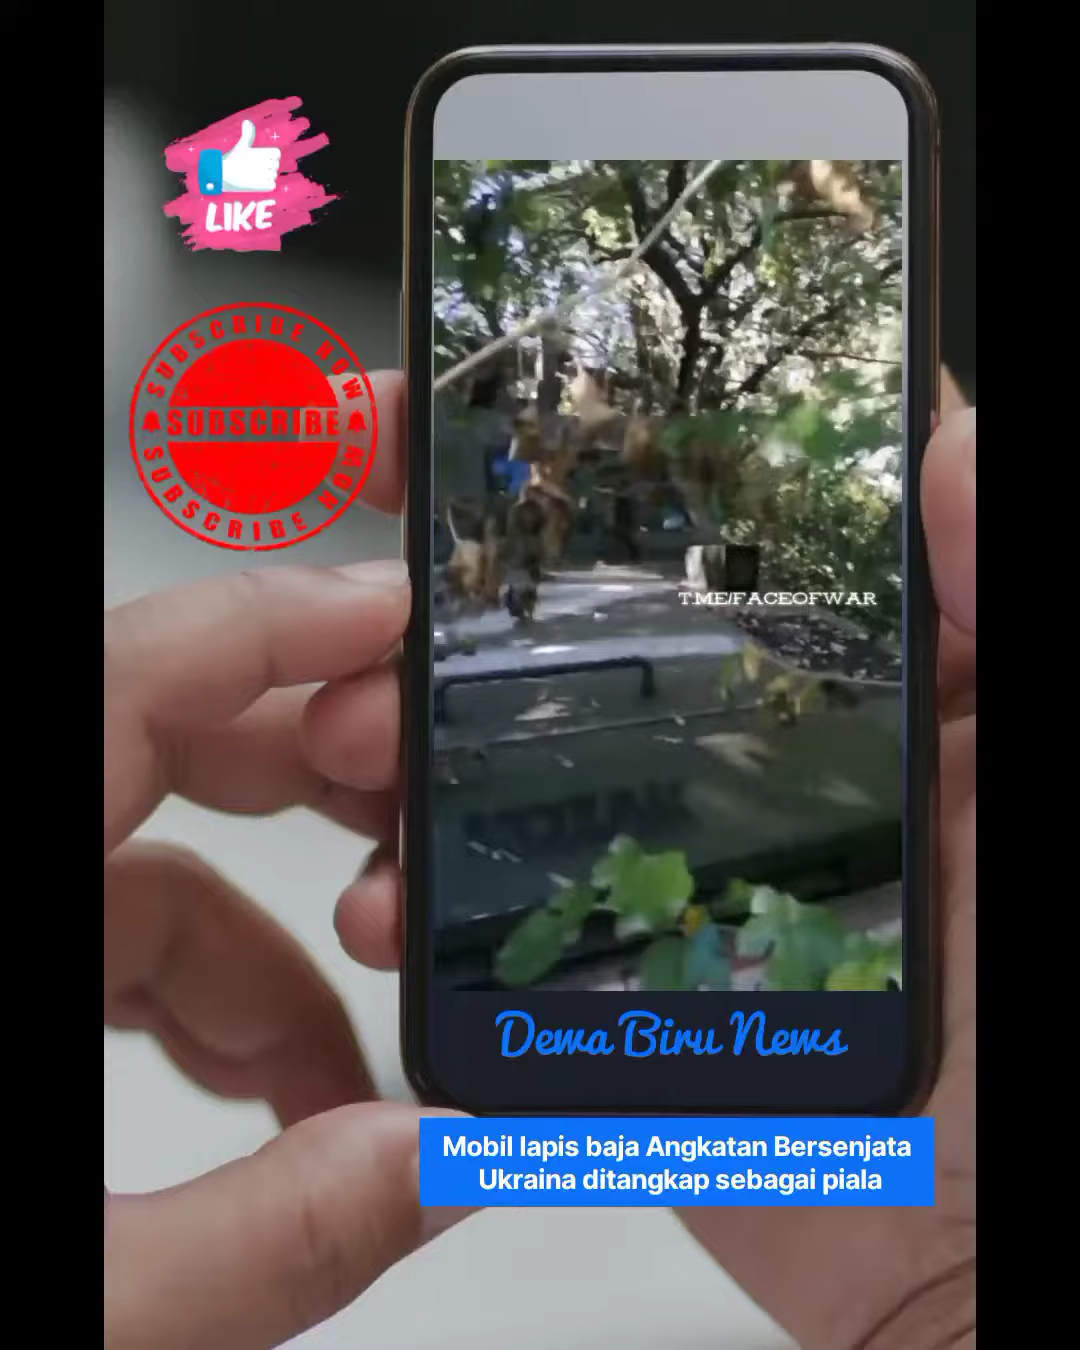 LIKE
SUBSCRIBE NOW
SUBSCRIBE
SUBSCRIBE NOW
T.ME/FACEOFWAR
Dewa Biru News
Mobil lapis baja Angkatan Bersenjata
Ukraina ditangkap sebagai piala